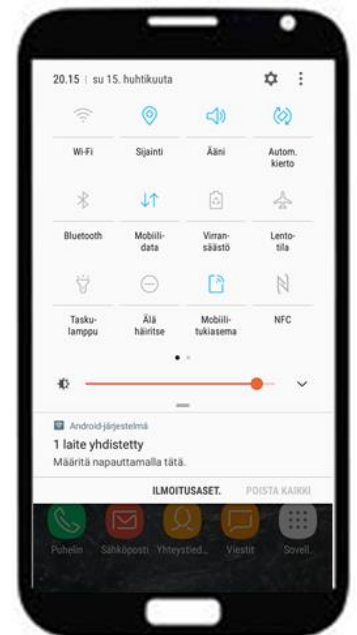 20.15 | su 15. huhtikuuta
Wi-Fi
Sijainti
Ääni
Autom.
kierto
Bluetooth
Mobiili-
data
Virran-
säästö
Lento-
tila
Tasku-
lamppu
Älä
häiritse
Mobiili-
tukiasema
NFC
Android-järjestelmä
1 laite yhdistetty
Määritä napauttamalla tätä.
ILMOITUSASET. POISTA KAIKKI
Puhelin Sähköposti Yhteystied... Viestit Sovell.